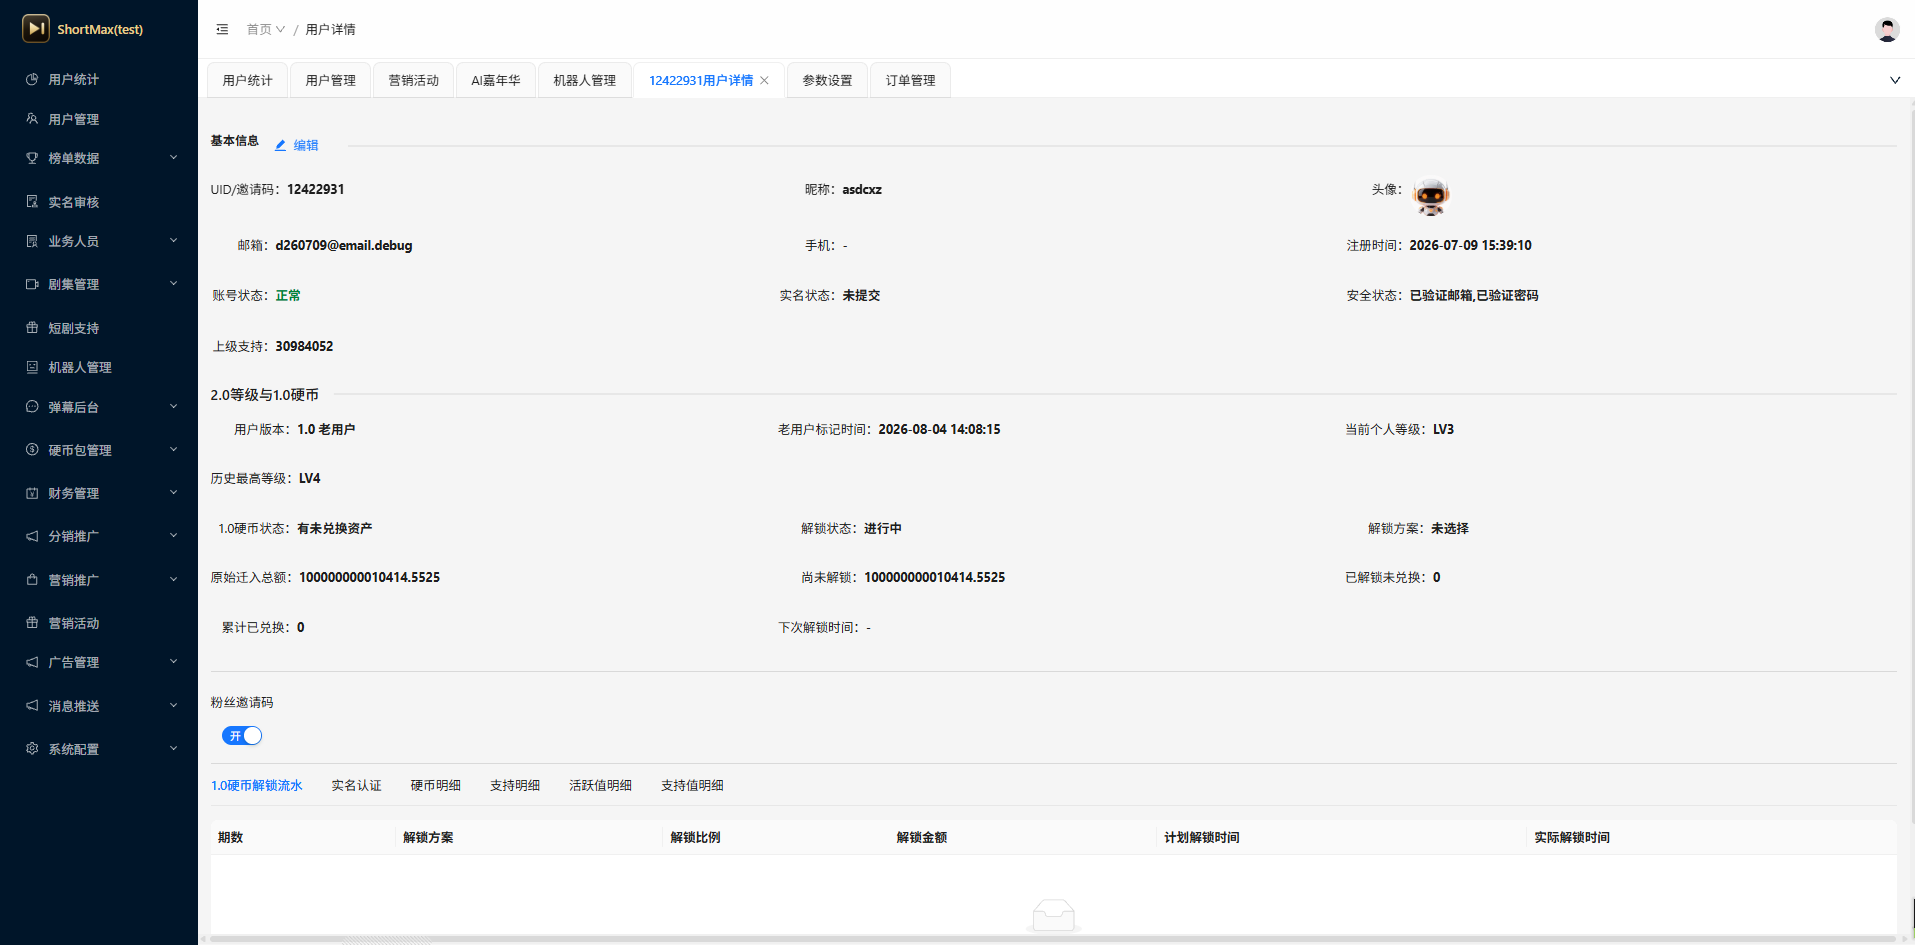 ShortMax(test)
用户统计
用户管理
榜单数据
实名审核
业务人员
剧集管理
短剧支持
机器人管理
弹幕后台
硬币包管理
财务管理
分销推广
营销推广
营销活动
广告管理
消息推送
系统配置
首页 / 用户详情
用户统计 用户管理 营销活动 AI嘉年华 机器人管理 12422931用户详情 参数设置 订单管理
基本信息 编辑
UID/邀请码：12422931 昵称：asdcxz 头像：
邮箱：d260709@email.debug 手机：- 注册时间：2026-07-09 15:39:10
账号状态：正常 实名状态：未提交 安全状态：已验证邮箱,已验证密码
上级支持：30984052
2.0等级与1.0硬币
用户版本：1.0 老用户 老用户标记时间：2026-08-04 14:08:15 当前个人等级：LV3
历史最高等级：LV4
1.0硬币状态：有未兑换资产 解锁状态：进行中 解锁方案：未选择
原始迁入总额：100000000010414.5525 尚未解锁：100000000010414.5525 已解锁未兑换：0
累计已兑换：0 下次解锁时间：-
粉丝邀请码
开
1.0硬币解锁流水 实名认证 硬币明细 支持明细 活跃值明细 支持值明细
期数 解锁方案 解锁比例 解锁金额 计划解锁时间 实际解锁时间